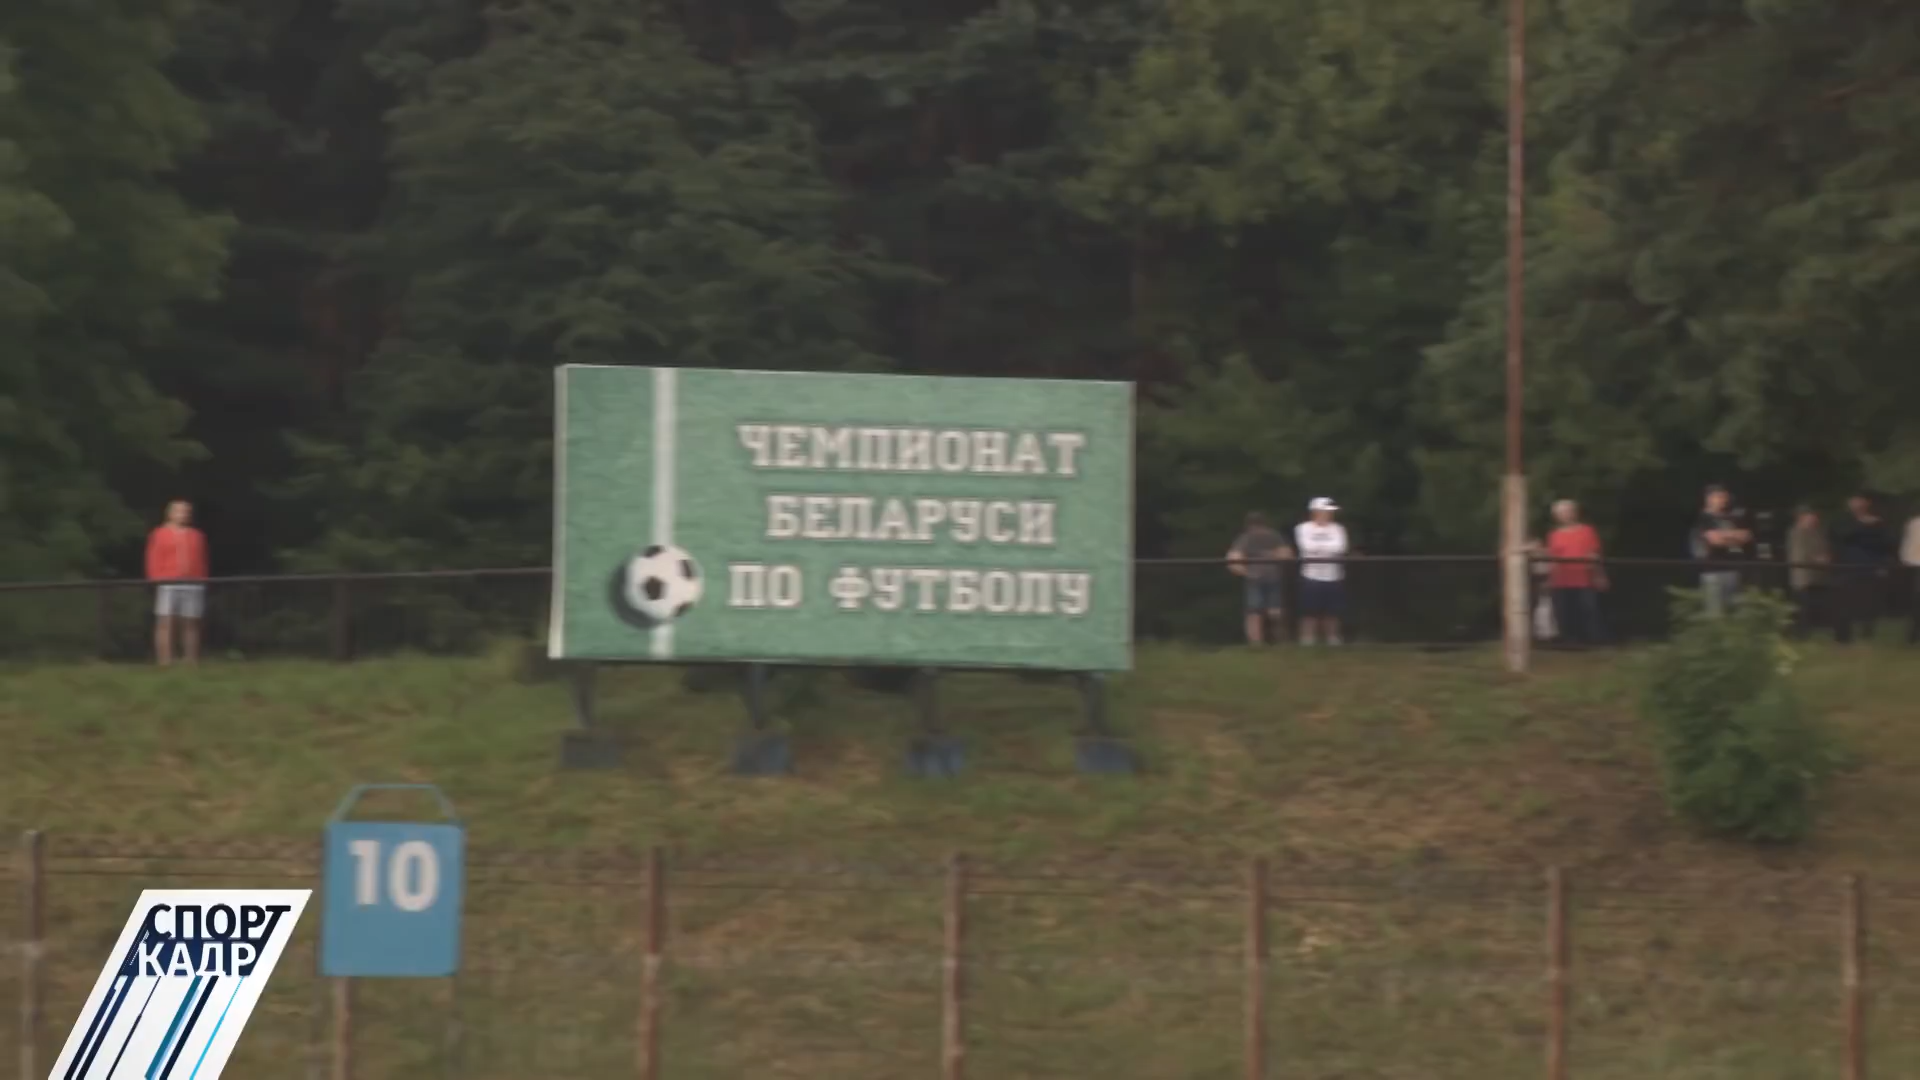 ЧЕМПИОНАТ
БЕЛАРУСИ
ПО ФУТБОЛУ
10
СПОРТ
КАДР